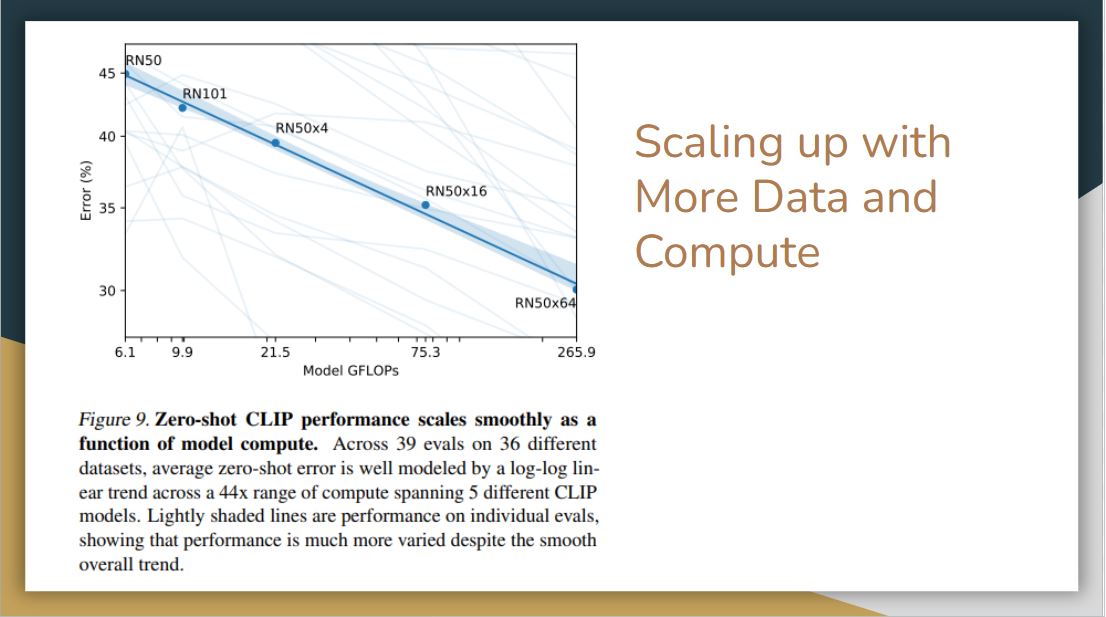 45
40
35
30
Error (%)
RN50
RN101
RN50x4
RN50x16
RN50x64
6.1 9.9 21.5 75.3 265.9
Model GFLOPs
Figure 9. Zero-shot CLIP performance scales smoothly as a
function of model compute. Across 39 evals on 36 different
datasets, average zero-shot error is well modeled by a log-log lin-
ear trend across a 44x range of compute spanning 5 different CLIP
models. Lightly shaded lines are performance on individual evals,
showing that performance is much more varied despite the smooth
overall trend.
Scaling up with
More Data and
Compute